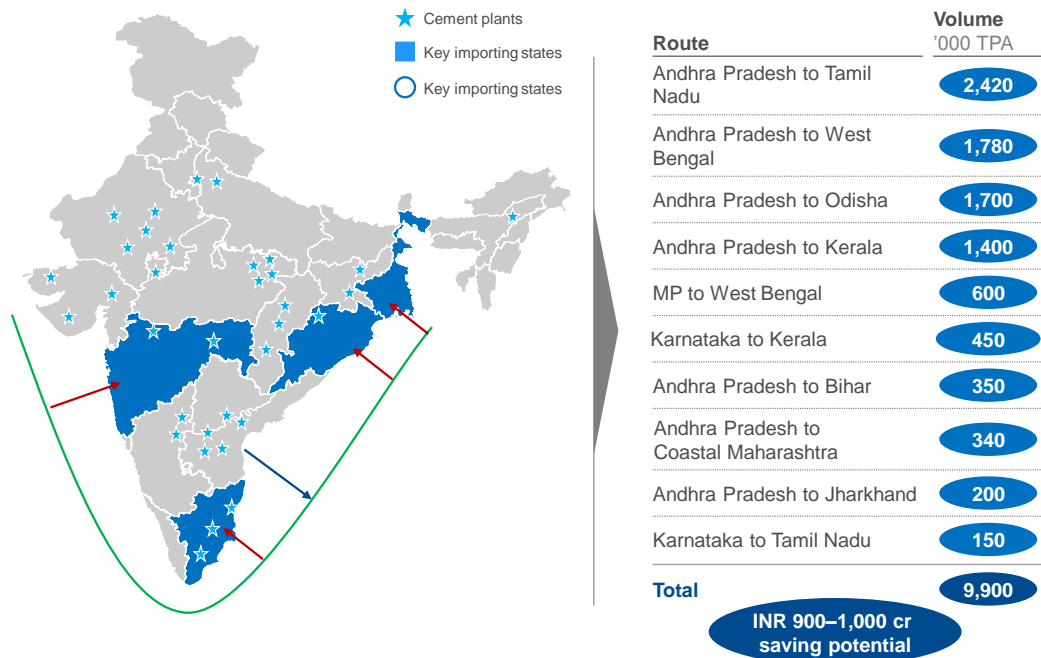 Cement plants
Key importing states
Key importing states
Route
Volume
’000 TPA
Andhra Pradesh to Tamil
Nadu
2,420
Andhra Pradesh to West
Bengal
1,780
Andhra Pradesh to Odisha
1,700
Andhra Pradesh to Kerala
1,400
MP to West Bengal
600
Karnataka to Kerala
450
Andhra Pradesh to Bihar
350
Andhra Pradesh to
Coastal Maharashtra
340
Andhra Pradesh to Jharkhand
200
Karnataka to Tamil Nadu
150
Total
9,900
INR 900–1,000 cr
saving potential